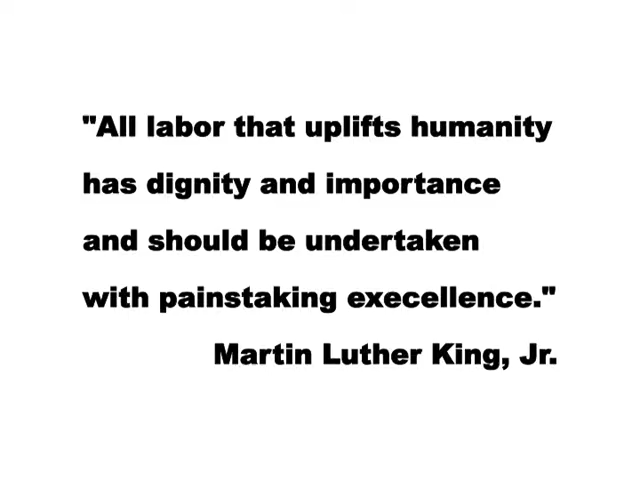 "All labor that uplifts humanity
has dignity and importance
and should be undertaken
with painstaking execellence."
Martin Luther King, Jr.